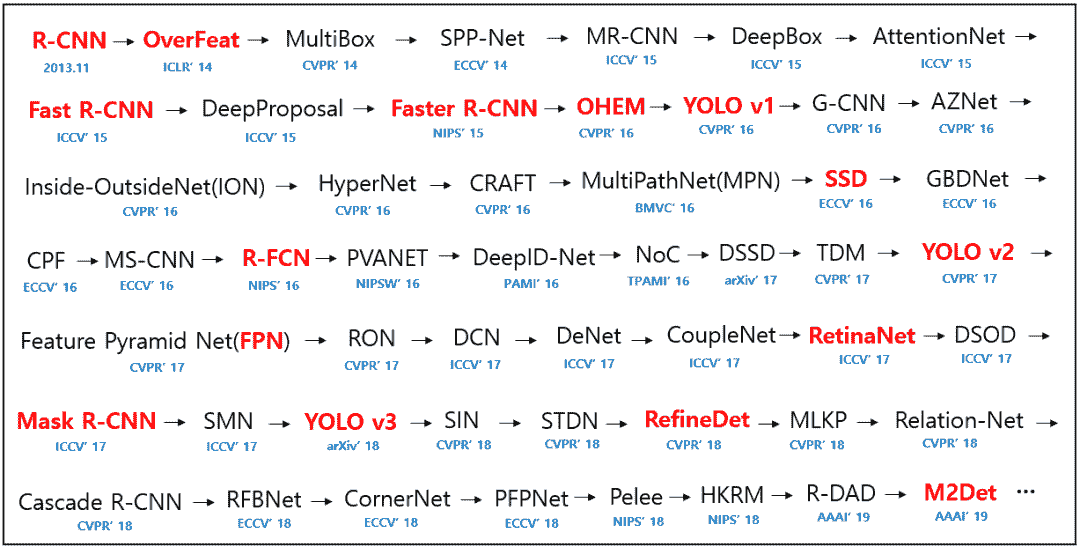 R-CNN → OverFeat → MultiBox → SPP-Net → MR-CNN → DeepBox → AttentionNet →
2013.11 ICLR' 14 CVPR' 14 ECCV' 14 ICCV' 15 ICCV' 15 ICCV' 15
Fast R-CNN → DeepProposal → Faster R-CNN → OHEM → YOLO v1 → G-CNN → AZNet →
ICCV' 15 ICCV' 15 NIPS' 15 CVPR' 16 CVPR' 16 CVPR' 16 CVPR' 16
Inside-OutsideNet(ION) → HyperNet → CRAFT → MultiPathNet(MPN) → SSD → GBDNet →
CVPR' 16 CVPR' 16 CVPR' 16 BMVC' 16 ECCV' 16 ECCV' 16
CPF → MS-CNN → R-FCN → PVANET → DeepID-Net → NoC → DSSD → TDM → YOLO v2 →
ECCV' 16 ECCV' 16 NIPS' 16 NIPSW' 16 PAMI' 16 TPAMI' 16 arXiv' 17 CVPR' 17 CVPR' 17
Feature Pyramid Net(FPN) → RON → DCN → DeNet → CoupleNet → RetinaNet → DSOD →
CVPR' 17 CVPR' 17 ICCV' 17 ICCV' 17 ICCV' 17 ICCV' 17 ICCV' 17
Mask R-CNN → SMN → YOLO v3 → SIN → STDN → RefineDet → MLKP → Relation-Net →
ICCV' 17 ICCV' 17 arXiv' 18 CVPR' 18 CVPR' 18 CVPR' 18 CVPR' 18 CVPR' 18
Cascade R-CNN → RFBNet → CornerNet → PFPNet → Pelee → HKRM → R-DAD → M2Det ···
CVPR' 18 ECCV' 18 ECCV' 18 ECCV' 18 NIPS' 18 NIPS' 18 AAAI' 19 AAAI' 19